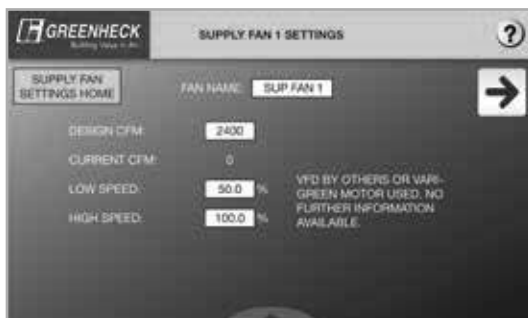 GREENHECK
Building Value in Air.
SUPPLY FAN 1 SETTINGS
?
SUPPLY FAN
SETTINGS HOME
FAN NAME: SUP FAN 1
DESIGN CFM: 2400
CURRENT CFM: 0
LOW SPEED: 50.0 %
HIGH SPEED: 100.0 %
VFD BY OTHERS OR VARI-
GREEN MOTOR USED. NO
FURTHER INFORMATION
AVAILABLE.